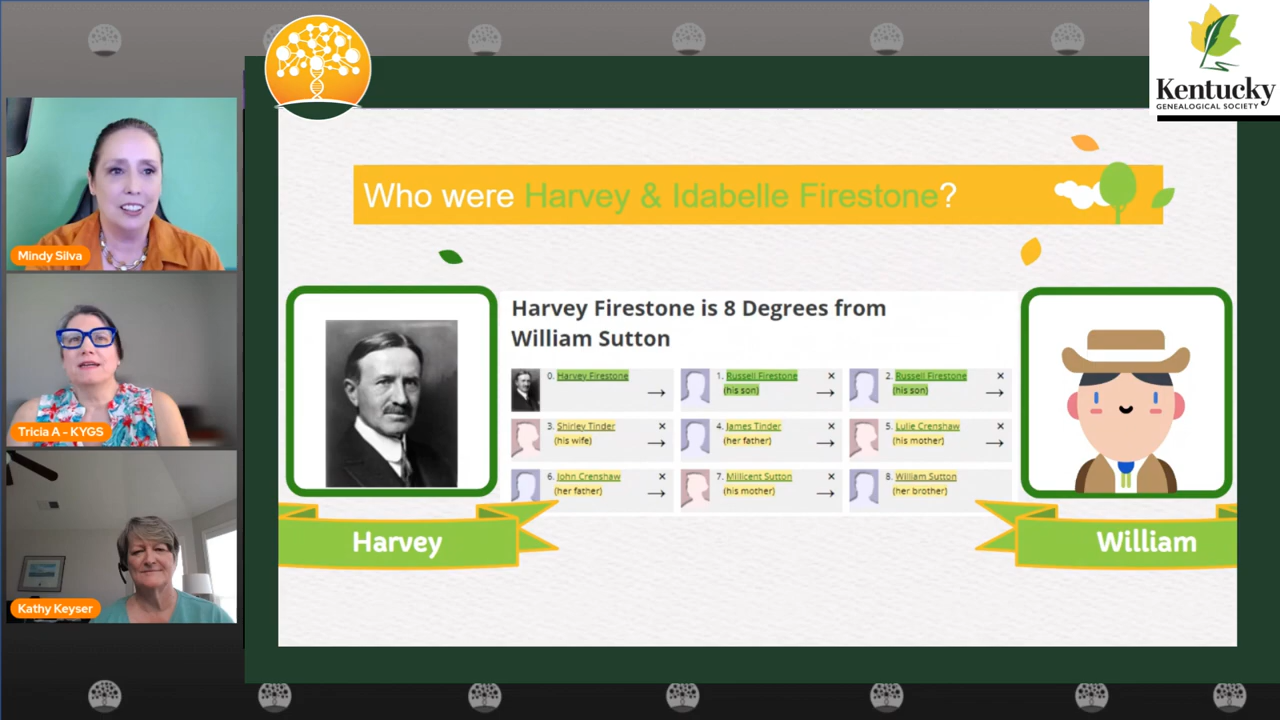 Kentucky
GENEALOGICAL SOCIETY
Mindy Silva
Tricia A - KYGS
Kathy Keyser
Who were Harvey & Idabelle Firestone?
Harvey Firestone is 8 Degrees from
William Sutton
0. Harvey Firestone
1. Russell Firestone
(his son)
2. Russell Firestone
(his son)
3. Shirley Tinder
(his wife)
4. James Tinder
(her father)
5. Lulie Crenshaw
(his mother)
6. John Crenshaw
(her father)
7. Millicent Sutton
(his mother)
8. William Sutton
(her brother)
Harvey
William